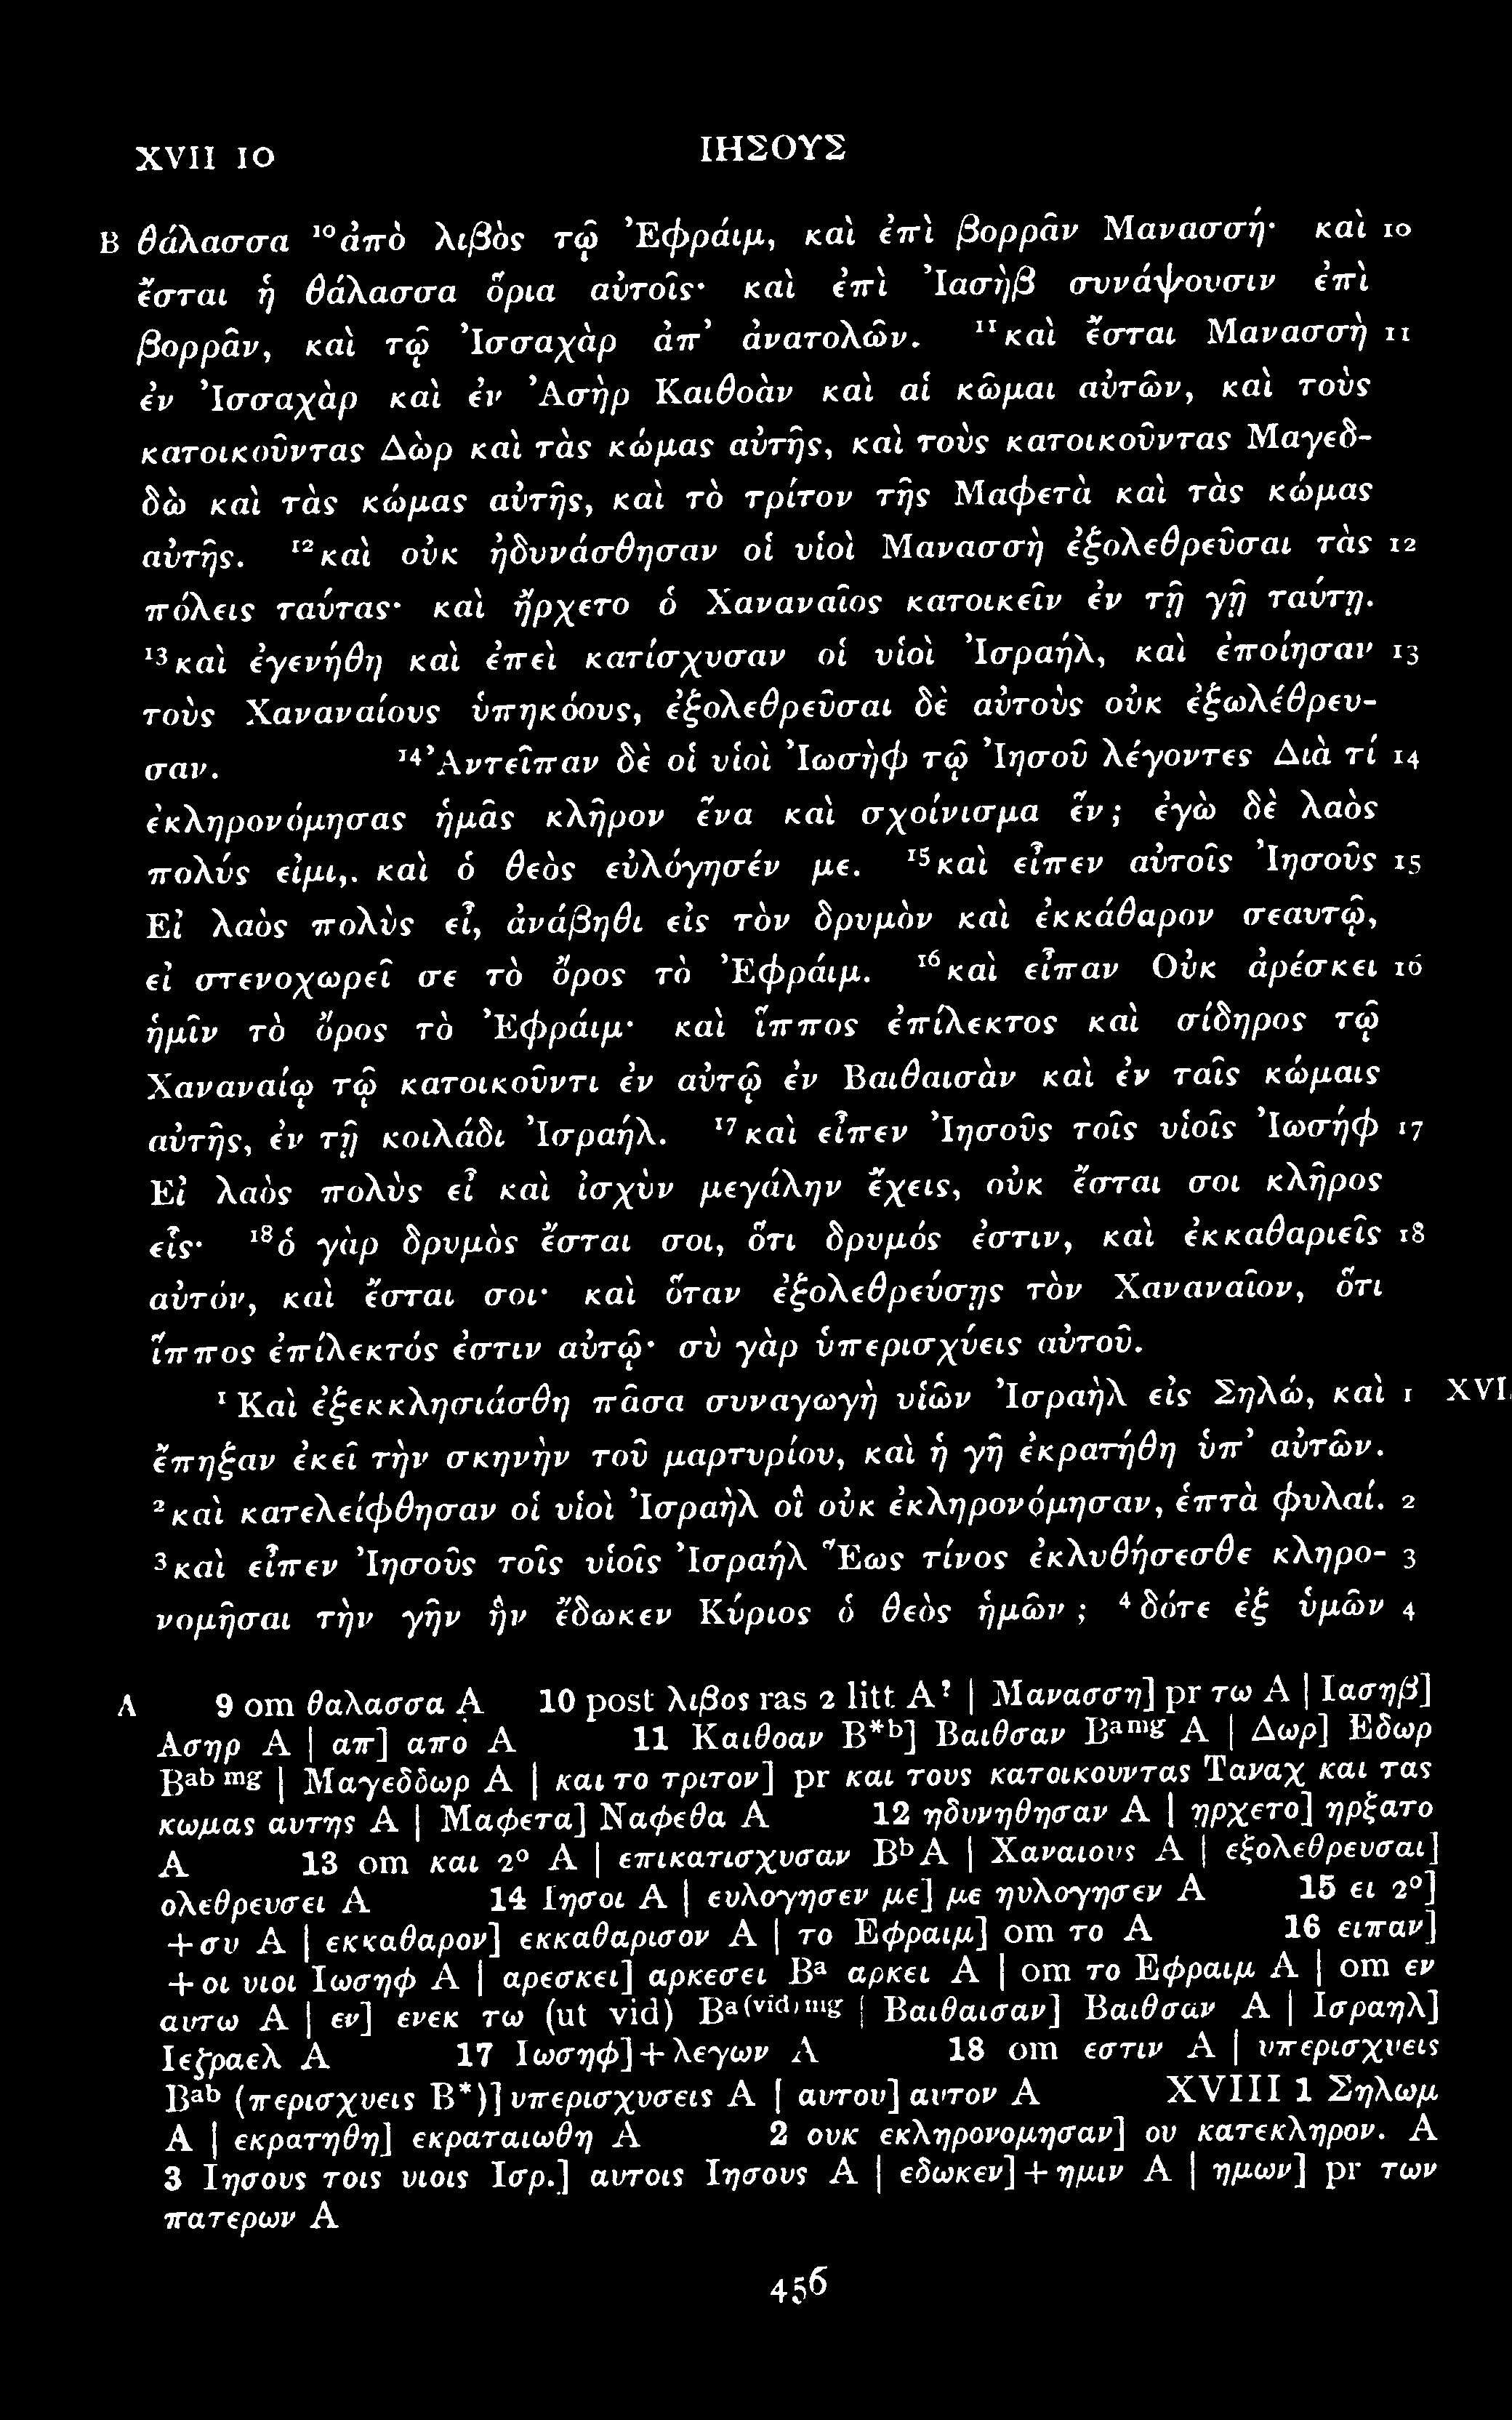 XVII 10 ΙΗΣΟΥΣ
B θάλασσα ¹⁰ἀπὸ λιβὸς τῷ Ἐφράιμ, καὶ ἐπὶ βορρᾶν Μανασσή· καὶ 10
ἔσται ἡ θάλασσα ὅρια αὐτοῖς· καὶ ἐπὶ Ἰασὴβ συνάψουσιν ἐπὶ
βορρᾶν, καὶ τῷ Ἰσσαχὰρ ἀπ’ ἀνατολῶν. ¹¹καὶ ἔσται Μανασσὴ 11
ἐν Ἰσσαχὰρ καὶ ἐν Ἀσὴρ Καιθοὰν καὶ αἱ κῶμαι αὐτῶν, καὶ τοὺς
κατοικοῦντας Δὼρ καὶ τὰς κώμας αὐτῆς, καὶ τοὺς κατοικοῦντας Μαγεδ-
δὼ καὶ τὰς κώμας αὐτῆς, καὶ τὸ τρίτον τῆς Μαφετὰ καὶ τὰς κώμας
αὐτῆς. ¹²καὶ οὐκ ἠδυνάσθησαν οἱ υἱοὶ Μανασσὴ ἐξολεθρεῦσαι τὰς 12
πόλεις ταύτας· καὶ ἤρχετο ὁ Χαναναῖος κατοικεῖν ἐν τῇ γῇ ταύτῃ.
¹³καὶ ἐγενήθη καὶ ἐπεὶ κατίσχυσαν οἱ υἱοὶ Ἰσραήλ, καὶ ἐποίησαν 13
τοὺς Χαναναίους ὑπηκόους, ἐξολεθρεῦσαι δὲ αὐτοὺς οὐκ ἐξωλέθρευ-
σαν. ¹⁴Ἀντεῖπαν δὲ οἱ υἱοὶ Ἰωσὴφ τῷ Ἰησοῦ λέγοντες Διὰ τί 14
ἐκληρονόμησας ἡμᾶς κλῆρον ἕνα καὶ σχοίνισμα ἕν; ἐγὼ δὲ λαὸς
πολύς εἰμι,. καὶ ὁ θεὸς εὐλόγησέν με. ¹⁵καὶ εἶπεν αὐτοῖς Ἰησοῦς 15
Εἰ λαὸς πολὺς εἶ, ἀνάβηθι εἰς τὸν δρυμὸν καὶ ἐκκάθαρον σεαυτῷ,
εἰ στενοχωρεῖ σε τὸ ὄρος τὸ Ἐφράιμ. ¹⁶καὶ εἶπαν Οὐκ ἀρέσκει 16
ἡμῖν τὸ ὄρος τὸ Ἐφράιμ· καὶ ἵππος ἐπίλεκτος καὶ σίδηρος τῷ
Χαναναίῳ τῷ κατοικοῦντι ἐν αὐτῷ ἐν Βαιθαισὰν καὶ ἐν ταῖς κώμαις
αὐτῆς, ἐν τῇ κοιλάδι Ἰσραήλ. ¹⁷καὶ εἶπεν Ἰησοῦς τοῖς υἱοῖς Ἰωσήφ 17
Εἰ λαὸς πολὺς εἶ καὶ ἰσχὺν μεγάλην ἔχεις, οὐκ ἔσται σοι κλῆρος
εἷς· ¹⁸ὁ γὰρ δρυμὸς ἔσται σοι, ὅτι δρυμός ἐστιν, καὶ ἐκκαθαριεῖς 18
αὐτόν, καὶ ἔσται σοι· καὶ ὅταν ἐξολεθρεύσῃς τὸν Χαναναῖον, ὅτι
ἵππος ἐπίλεκτός ἐστιν αὐτῷ· σὺ γὰρ ὑπερισχύεις αὐτοῦ.
¹Καὶ ἐξεκκλησιάσθη πᾶσα συναγωγὴ υἱῶν Ἰσραὴλ εἰς Σηλώ, καὶ 1 XVI
ἔπηξαν ἐκεῖ τὴν σκηνὴν τοῦ μαρτυρίου, καὶ ἡ γῆ ἐκρατήθη ὑπ’ αὐτῶν.
²καὶ κατελείφθησαν οἱ υἱοὶ Ἰσραὴλ οἳ οὐκ ἐκληρονόμησαν, ἑπτὰ φυλαί. 2
³καὶ εἶπεν Ἰησοῦς τοῖς υἱοῖς Ἰσραὴλ Ἕως τίνος ἐκλυθήσεσθε κληρο- 3
νομῆσαι τὴν γῆν ἣν ἔδωκεν Κύριος ὁ θεὸς ἡμῶν; ⁴δότε ἐξ ὑμῶν 4
A 9 om θαλασσα A 10 post λιβος ras 2 litt A? | Μανασση] pr τω A | Ιασηβ]
Ασηρ A | απ] απο A 11 Καιθοαν B*b] Βαιθσαν Bamg A | Δωρ] Εδωρ
Bab mg | Μαγεδδωρ A | και το τριτον] pr και τους κατοικουντας Ταναχ και τας
κωμας αυτης A | Μαφετα] Ναφεθα A 12 ηδυνηθησαν A | ηρχετο] ηρξατο
A 13 om και 2° A | επικατισχυσαν BbA | Χαναιους A | εξολεθρευσαι]
ολεθρευσει A 14 Ιησοι A | ευλογησεν με] με ηυλογησεν A 15 ει 2°]
+συ A | εκκαθαρον] εκκαθαρισον A | το Εφραιμ] om το A 16 ειπαν]
+οι υιοι Ιωσηφ A | αρεσκει] αρκεσει Ba αρκει A | om το Εφραιμ A | om εν
αυτω A | εν] ενεκ τω (ut vid) Ba(vid)mg | Βαιθαισαν] Βαιθσαν A | Ισραηλ]
Ιεζραελ A 17 Ιωσηφ]+λεγων A 18 om εστιν A | υπερισχυεις
Bab (περισχυεις B*)] υπερισχυσεις A | αυτου] αυτον A XVIII 1 Σηλωμ
A | εκρατηθη] εκραταιωθη A 2 ουκ εκληρονομησαν] ου κατεκληρον. A
3 Ιησους τοις υιοις Ισρ.] αυτοις Ιησους A | εδωκεν]+ημιν A | ημων] pr των
πατερων A
456